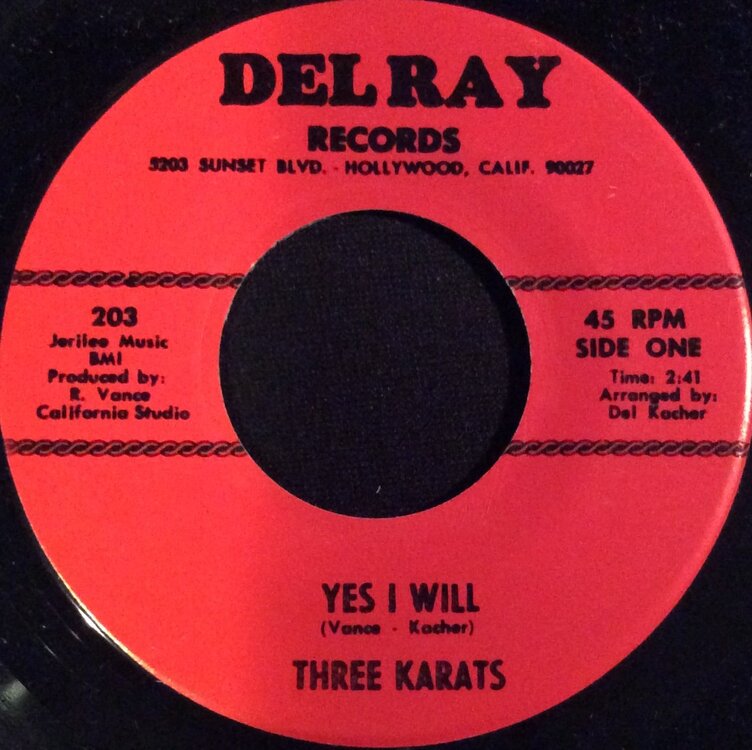 DELRAY
RECORDS
5203 SUNSET BLVD. - HOLLYWOOD, CALIF. 90027
203
Jerilee Music
BMI
Produced by:
R. Vance
California Studio
45 RPM
SIDE ONE
Time: 2:41
Arranged by:
Del Kacher
YES I WILL
(Vance - Kacher)
THREE KARATS